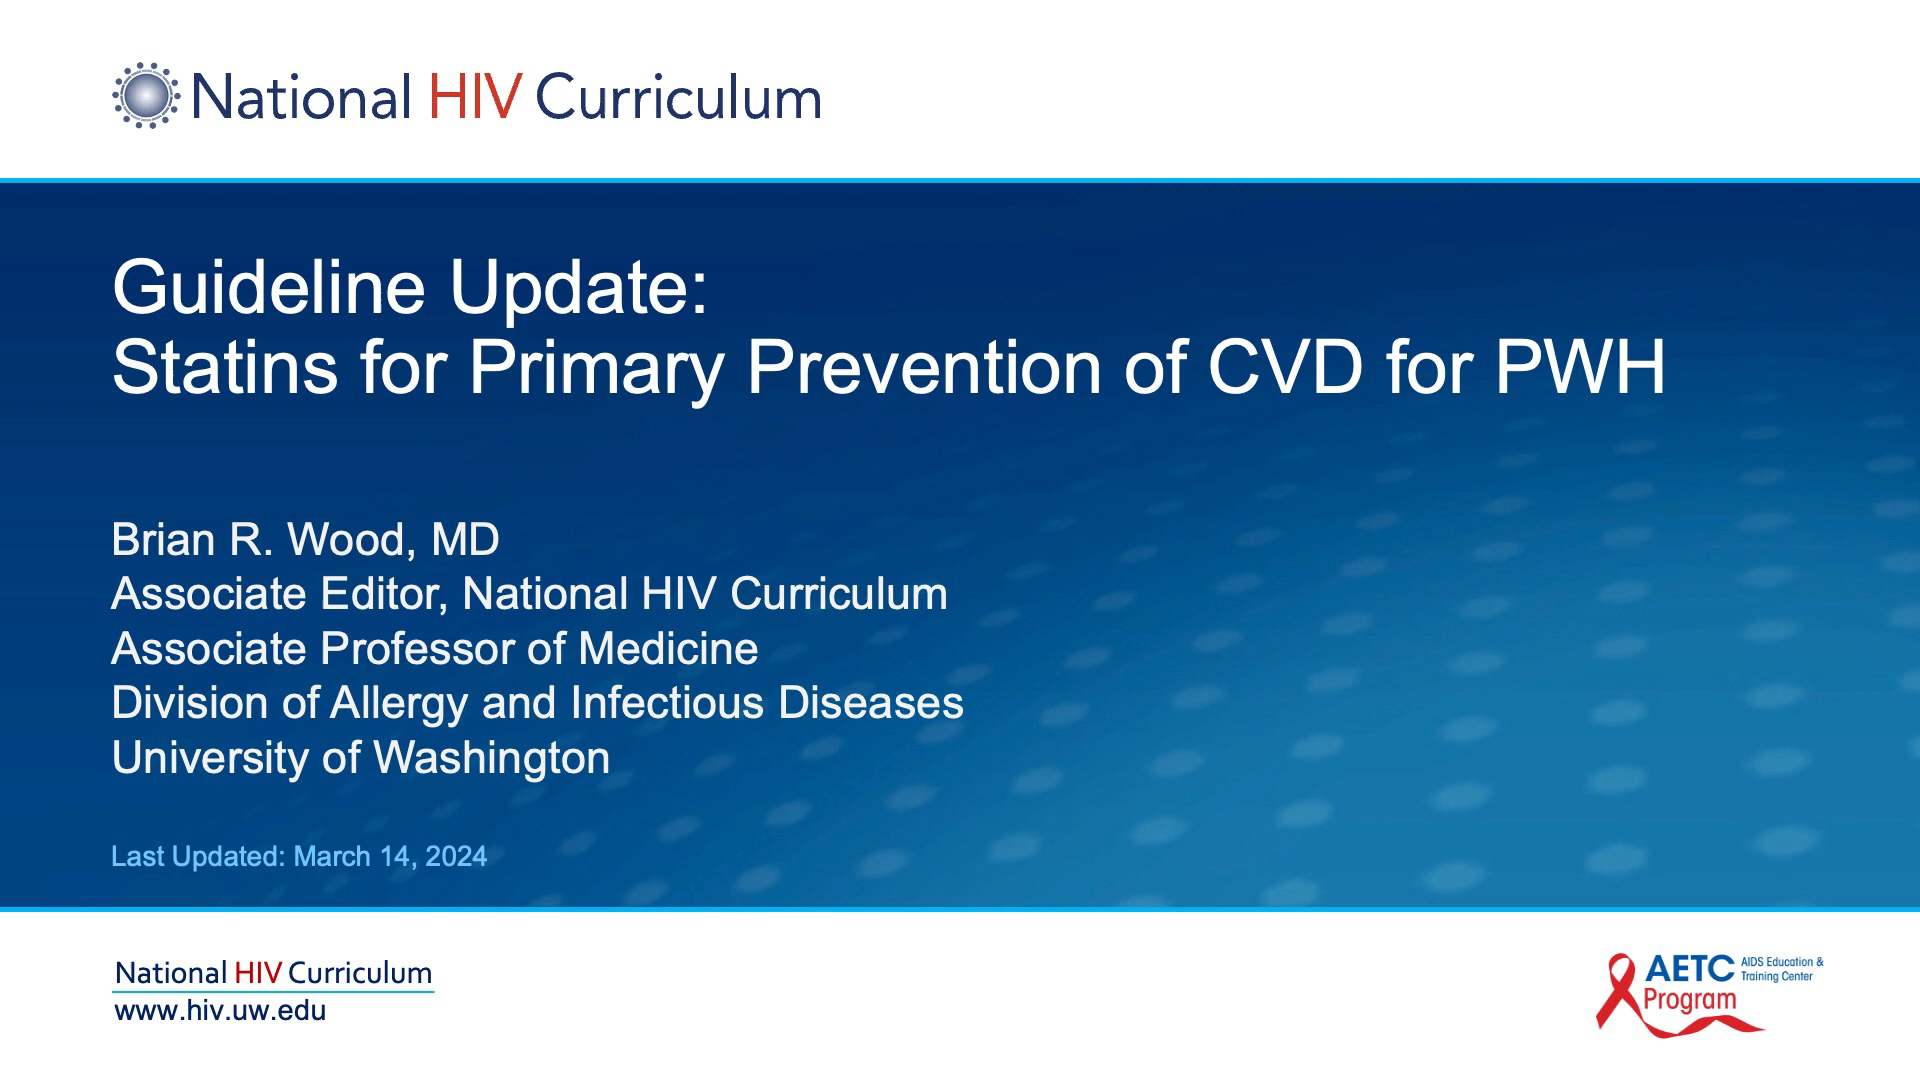 National HIV Curriculum
Guideline Update:
Statins for Primary Prevention of CVD for PWH
Brian R. Wood, MD
Associate Editor, National HIV Curriculum
Associate Professor of Medicine
Division of Allergy and Infectious Diseases
University of Washington
Last Updated: March 14, 2024
National HIV Curriculum
www.hiv.uw.edu
AETC AIDS Education &
Training Center
Program